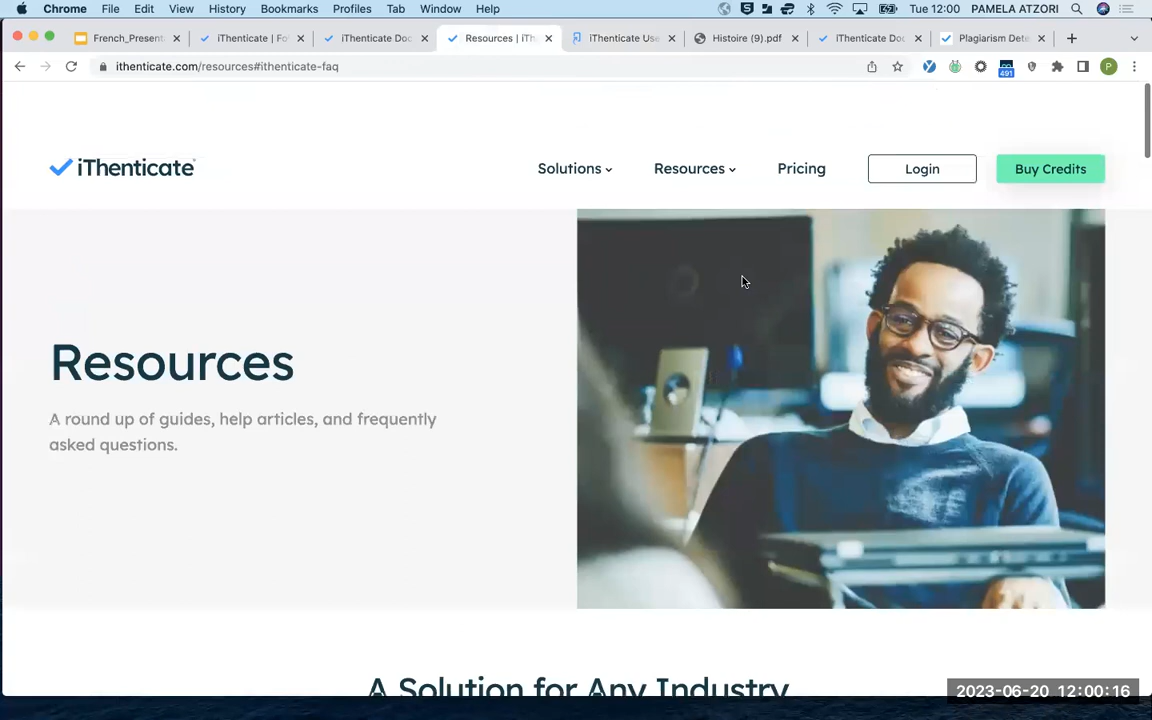 Chrome File Edit View History Bookmarks Profiles Tab Window Help Tue 12:00 PAMELA ATZORI
French_Present iThenticate | Fo iThenticate Doc Resources | iTh iThenticate Use Histoire (9).pdf iThenticate Doc Plagiarism Dete
ithenticate.com/resources#ithenticate-faq
491
P
iThenticate
Solutions Resources Pricing Login Buy Credits
Resources
A round up of guides, help articles, and frequently
asked questions.
A Solution for Any Industry
2023-06-20 12:00:16